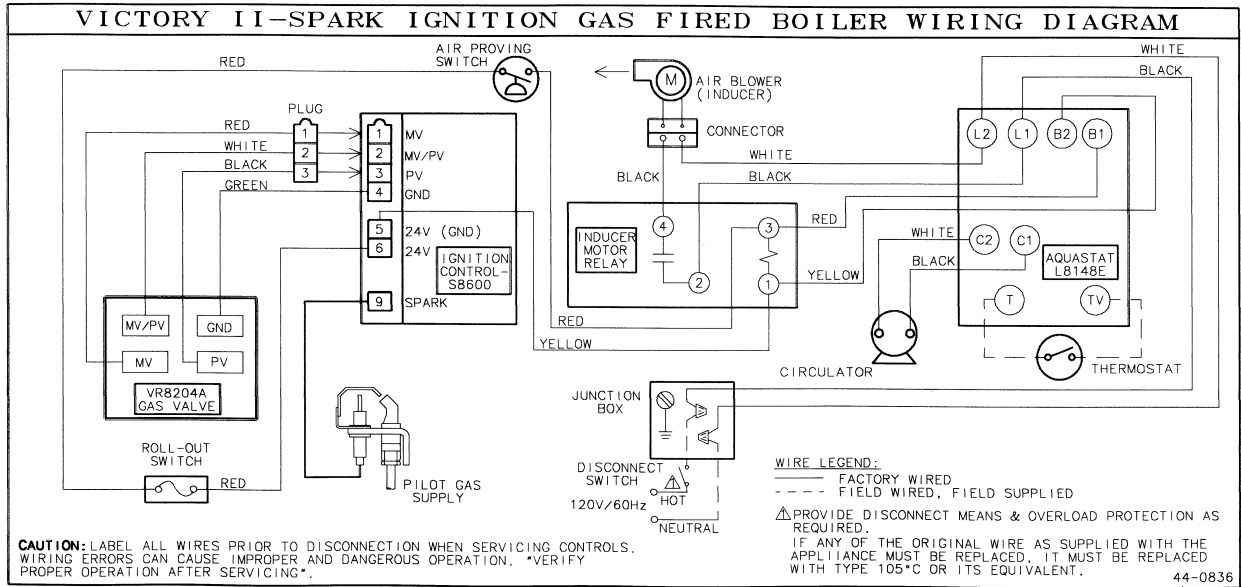 VICTORY II-SPARK IGNITION GAS FIRED BOILER WIRING DIAGRAM
AIR PROVING
SWITCH
RED
M
AIR BLOWER
(INDUCER)
WHITE
BLACK
PLUG
CONNECTOR
RED
1
1
MV
WHITE
2
2
MV/PV
BLACK
3
3
PV
GREEN
4
GND
5
24V (GND)
6
24V
IGNITION
CONTROL-
S8600
9
SPARK
L2
L1
B2
B1
WHITE
BLACK
BLACK
INDUCER
MOTOR
RELAY
4
3
2
1
RED
YELLOW
WHITE
C2
C1
BLACK
AQUASTAT
L8148E
T
TV
RED
YELLOW
MV/PV
GND
MV
PV
VR8204A
GAS VALVE
CIRCULATOR
THERMOSTAT
JUNCTION
BOX
ROLL-OUT
SWITCH
RED
PILOT GAS
SUPPLY
DISCONNECT
SWITCH
HOT
120V/60Hz
NEUTRAL
WIRE LEGEND:
FACTORY WIRED
FIELD WIRED, FIELD SUPPLIED
PROVIDE DISCONNECT MEANS & OVERLOAD PROTECTION AS
REQUIRED.
IF ANY OF THE ORIGINAL WIRE AS SUPPLIED WITH THE
APPLIIANCE MUST BE REPLACED, IT MUST BE REPLACED
WITH TYPE 105°C OR ITS EQUIVALENT.
CAUTION: LABEL ALL WIRES PRIOR TO DISCONNECTION WHEN SERVICING CONTROLS.
WIRING ERRORS CAN CAUSE IMPROPER AND DANGEROUS OPERATION. "VERIFY
PROPER OPERATION AFTER SERVICING".
44-0836